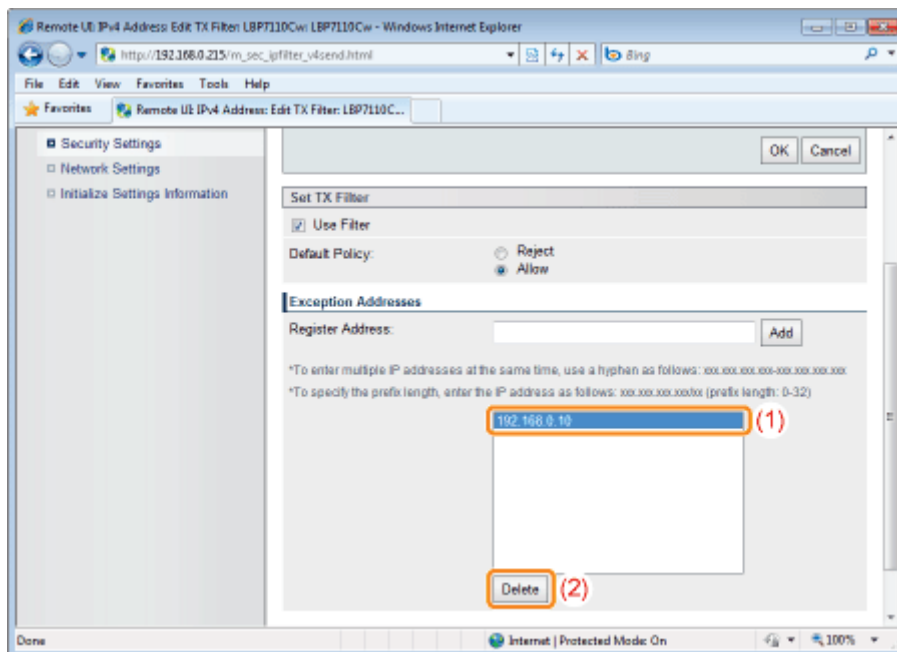 Remote UI: IPv4 Address: Edit TX Filter: LBP7110Cw: LBP7110Cw - Windows Internet Explorer
http://192.168.0.215/m_sec_ipfilter_v4send.html
Bing
File Edit View Favorites Tools Help
Favorites Remote UI: IPv4 Address: Edit TX Filter: LBP7110C...
Security Settings
OK Cancel
Network Settings
Initialize Settings Information
Set TX Filter
Use Filter
Default Policy: Reject
Allow
Exception Addresses
Register Address: Add
*To enter multiple IP addresses at the same time, use a hyphen as follows: xxx.xxx.xxx.xxx-xxx.xxx.xxx.xxx
*To specify the prefix length, enter the IP address as follows: xxx.xxx.xxx.xxx/xx (prefix length: 0-32)
192.168.0.10 (1)
Delete (2)
Done Internet | Protected Mode: On 100%